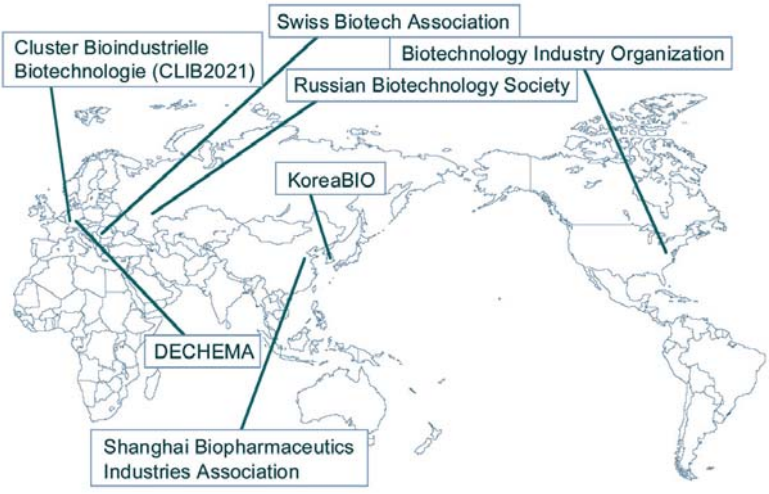 Swiss Biotech Association
Cluster Bioindustrielle
Biotechnologie (CLIB2021)
Biotechnology Industry Organization
Russian Biotechnology Society
KoreaBIO
DECHEMA
Shanghai Biopharmaceutics
Industries Association